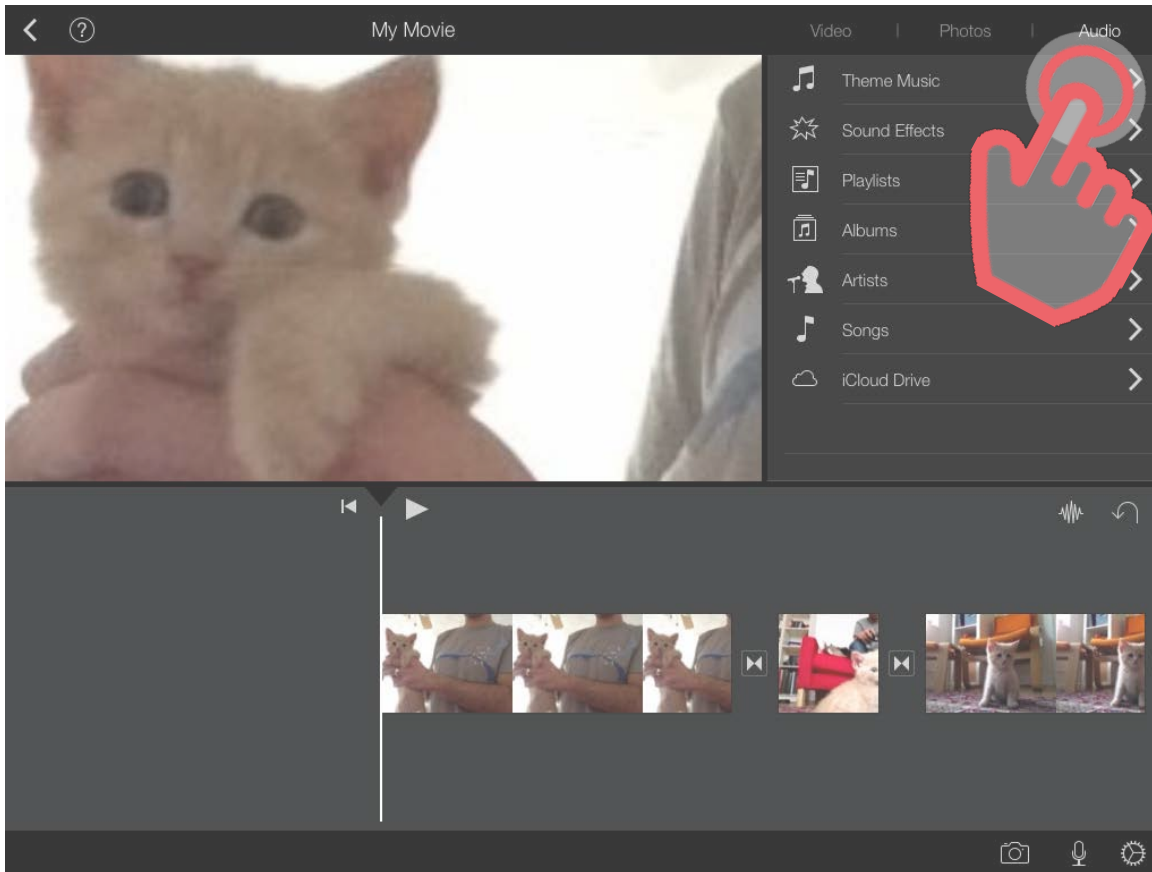 ?
My Movie
Video | Photos | Audio
Theme Music
Sound Effects
Playlists
Albums
Artists
Songs
iCloud Drive